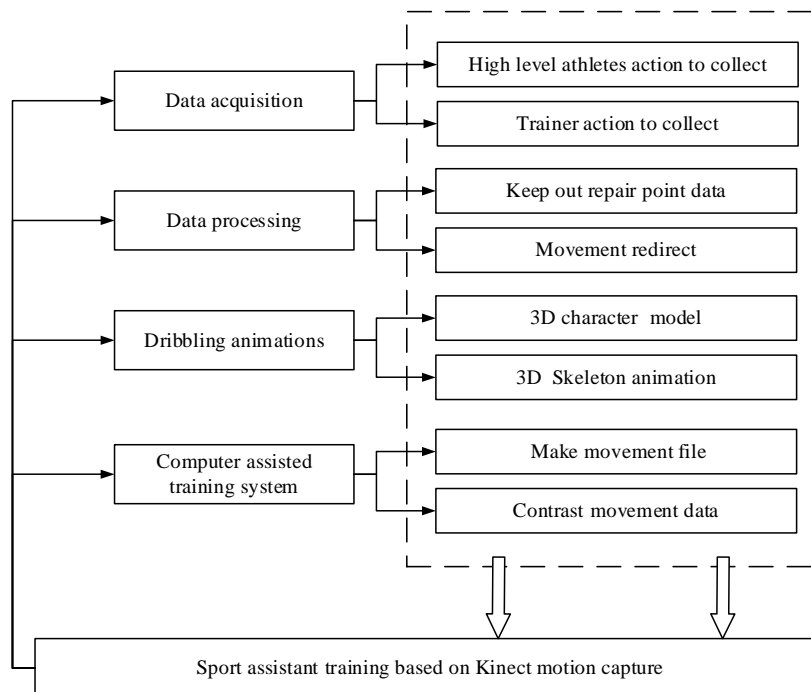 High level athletes action to collect
Data acquisition
Trainer action to collect
Keep out repair point data
Data processing
Movement redirect
3D character model
Dribbling animations
3D Skeleton animation
Make movement file
Computer assisted
training system
Contrast movement data
Sport assistant training based on Kinect motion capture